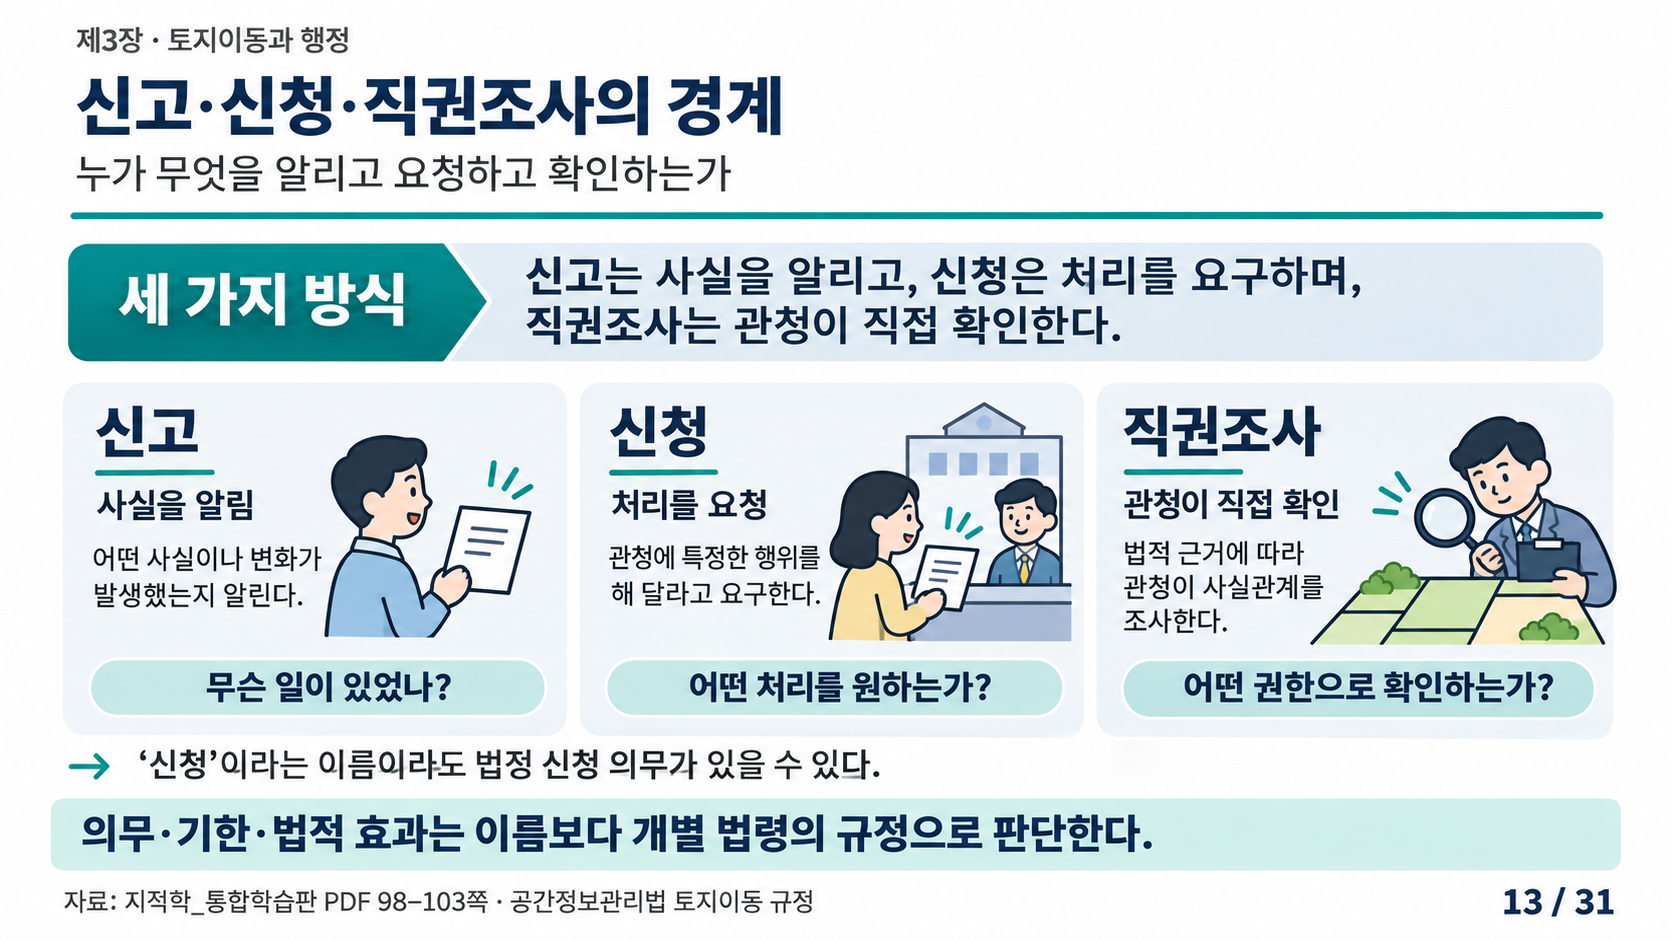 제3장 · 토지이동과 행정
신고·신청·직권조사의 경계
누가 무엇을 알리고 요청하고 확인하는가
세 가지 방식
신고는 사실을 알리고, 신청은 처리를 요구하며,
직권조사는 관청이 직접 확인한다.
신고
사실을 알림
어떤 사실이나 변화가
발생했는지 알린다.
무슨 일이 있었나?
신청
처리를 요청
관청에 특정한 행위를
해 달라고 요구한다.
어떤 처리를 원하는가?
직권조사
관청이 직접 확인
법적 근거에 따라
관청이 사실관계를
조사한다.
어떤 권한으로 확인하는가?
→ ‘신청’이라는 이름이라도 법정 신청 의무가 있을 수 있다.
의무·기한·법적 효과는 이름보다 개별 법령의 규정으로 판단한다.
자료: 지적학_통합학습판 PDF 98–103쪽 · 공간정보관리법 토지이동 규정
13 / 31